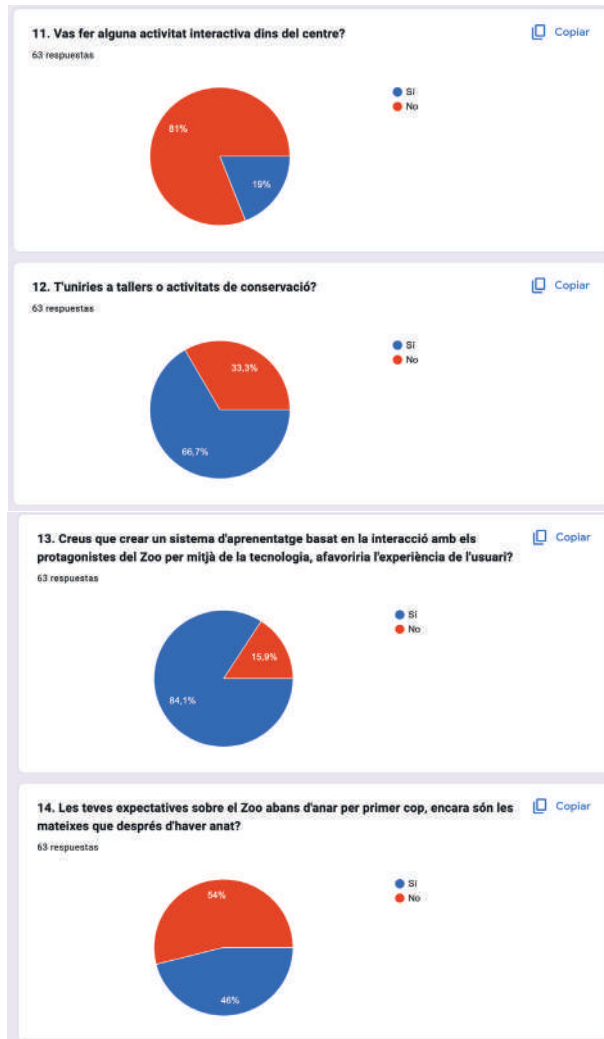 11. Vas fer alguna activitat interactiva dins del centre?
Copiar
63 respuestas
Sí
No
81%
19%
12. T'uniries a tallers o activitats de conservació?
Copiar
63 respuestas
Sí
No
33,3%
66,7%
13. Creus que crear un sistema d'aprenentatge basat en la interacció amb els
protagonistes del Zoo per mitjà de la tecnologia, afavoriria l'experiència de l'usuari?
Copiar
63 respuestas
Sí
No
15,9%
84,1%
14. Les teves expectatives sobre el Zoo abans d'anar per primer cop, encara són les
mateixes que després d'haver anat?
Copiar
63 respuestas
Sí
No
54%
46%